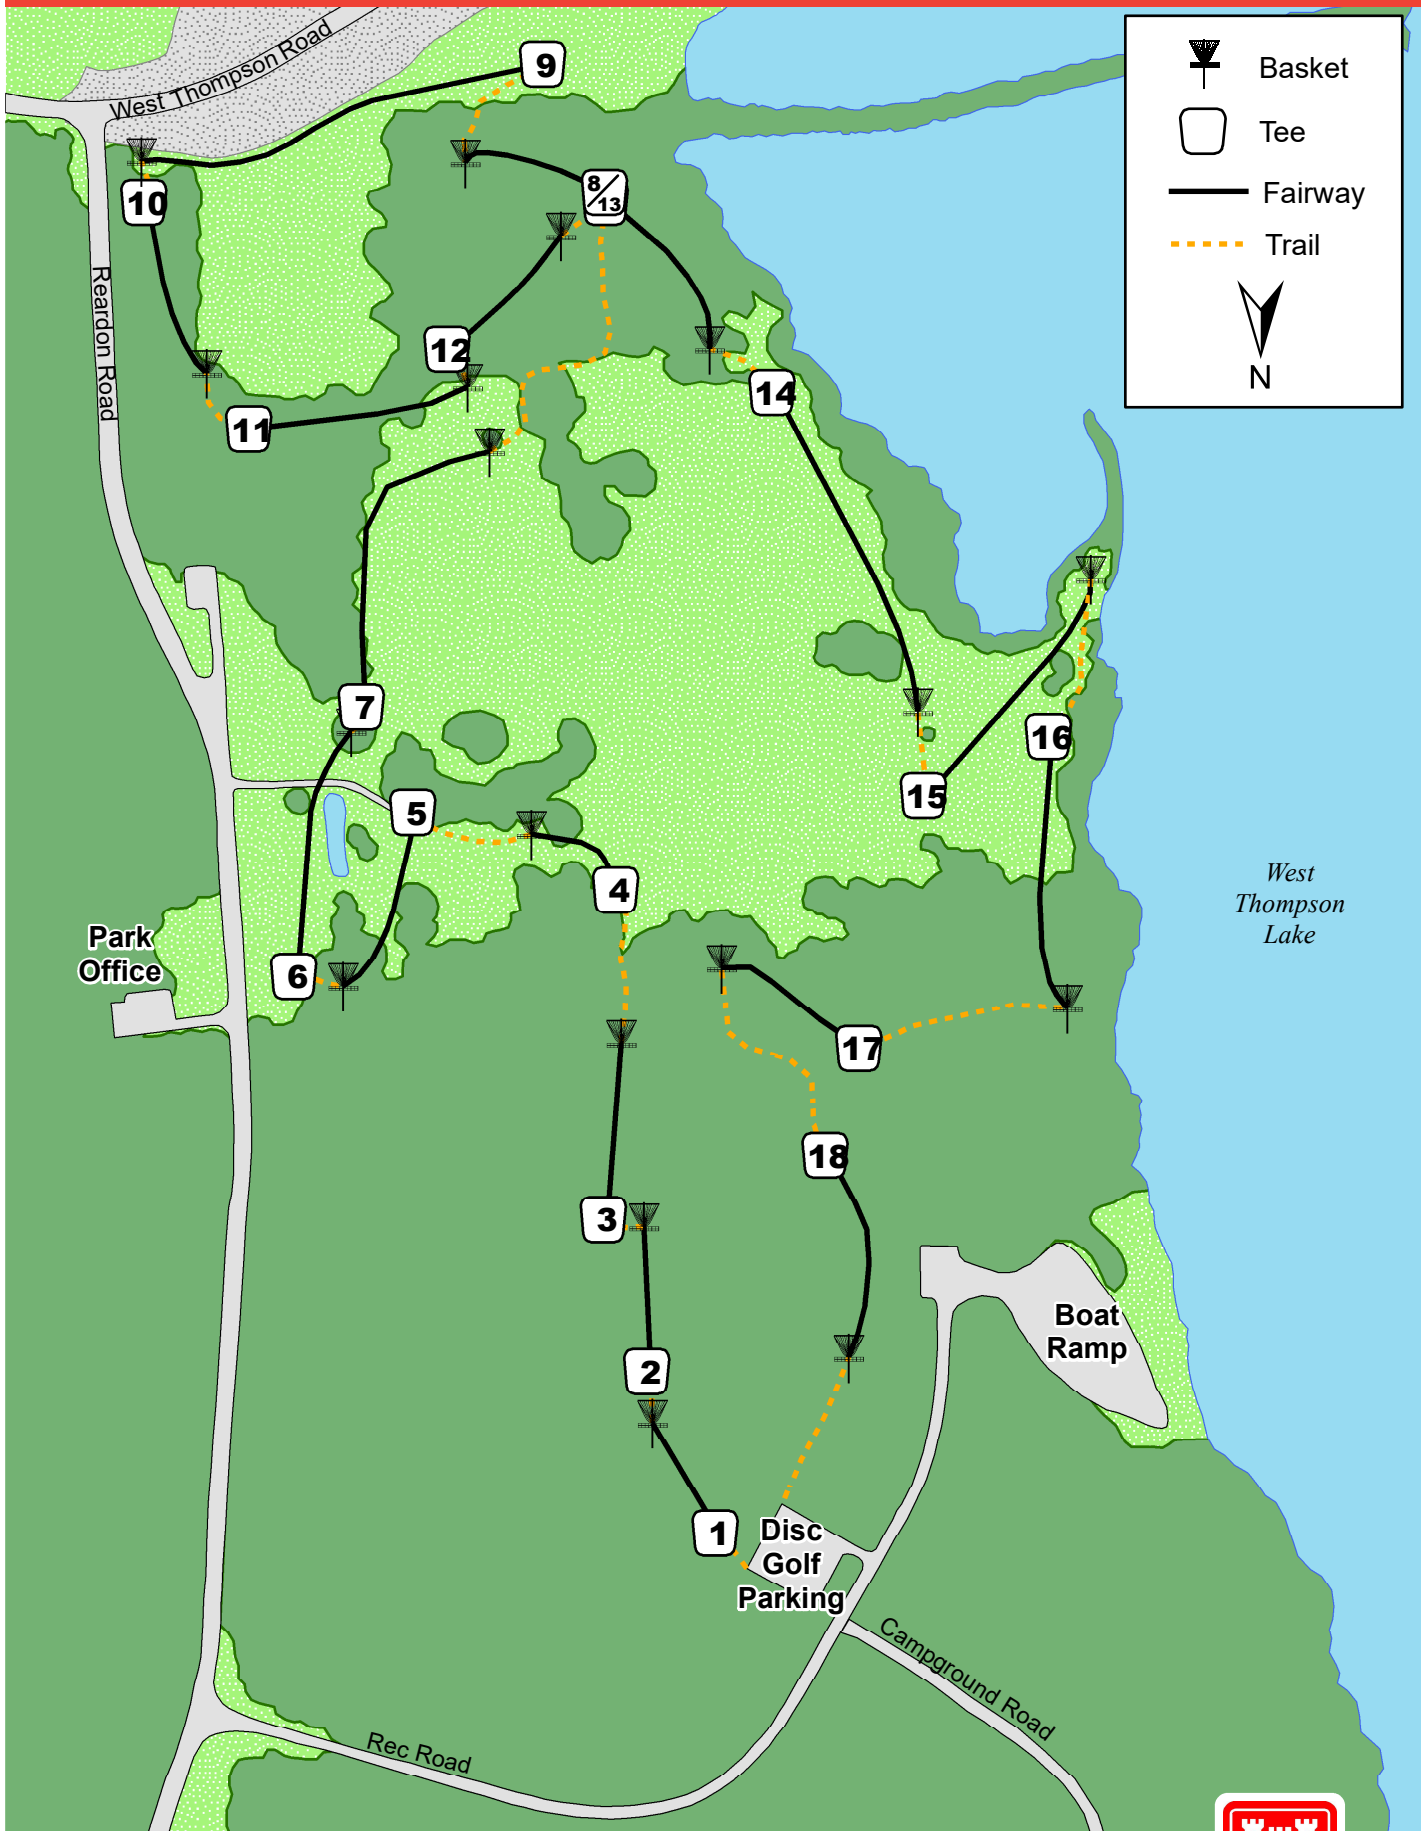 Basket
Tee
Fairway
Trail
N
West Thompson Road
Reardon Road
9
10
8/13
12
11
14
7
16
15
5
4
6
Park
Office
West
Thompson
Lake
17
18
3
2
1
Boat
Ramp
Disc
Golf
Parking
Campground Road
Rec Road